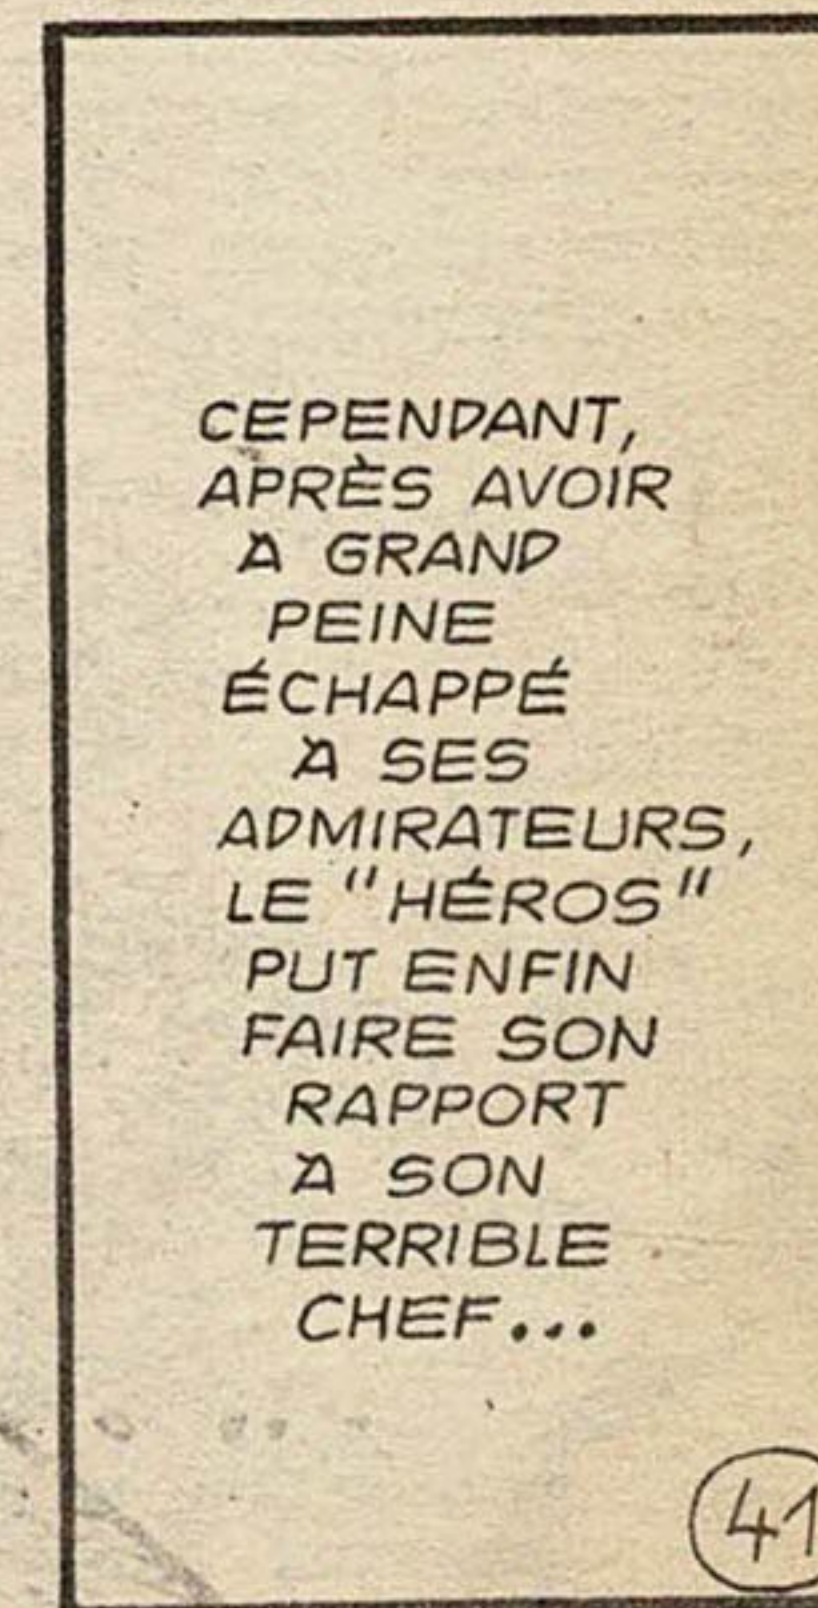 CEPENDANT,
APRÈS AVOIR
À GRAND
PEINE
ÉCHAPPÉ
À SES
ADMIRATEURS,
LE "HÉROS"
PUT ENFIN
FAIRE SON
RAPPORT
À SON
TERRIBLE
CHEF...
41